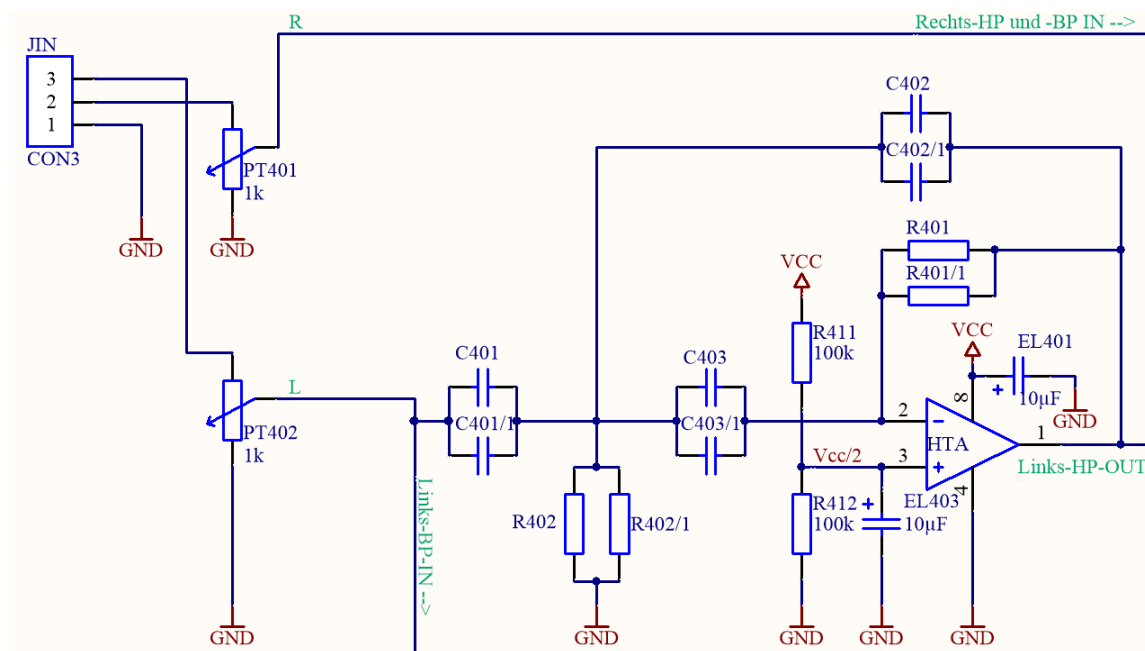 R
Rechts-HP und -BP IN -->
JIN
3
2
1
CON3
PT401
1k
GND
GND
C402
C402/1
R401
R401/1
VCC
R411
100k
VCC
EL401
+
10µF
GND
PT402
1k
L
C401
C401/1
C403
C403/1
2
8
−
HTA
1
3
+
4
Links-HP-OUT
Vcc/2
EL403
+
10µF
R412
100k
R402
R402/1
Links-BP-IN -->
GND
GND
GND
GND
GND